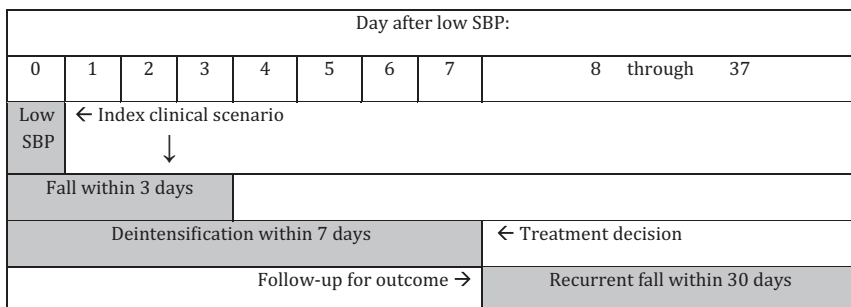 Day after low SBP:
0 1 2 3 4 5 6 7 8 through 37
Low ← Index clinical scenario
SBP ↓
Fall within 3 days
Deintensification within 7 days ← Treatment decision
Follow-up for outcome → Recurrent fall within 30 days